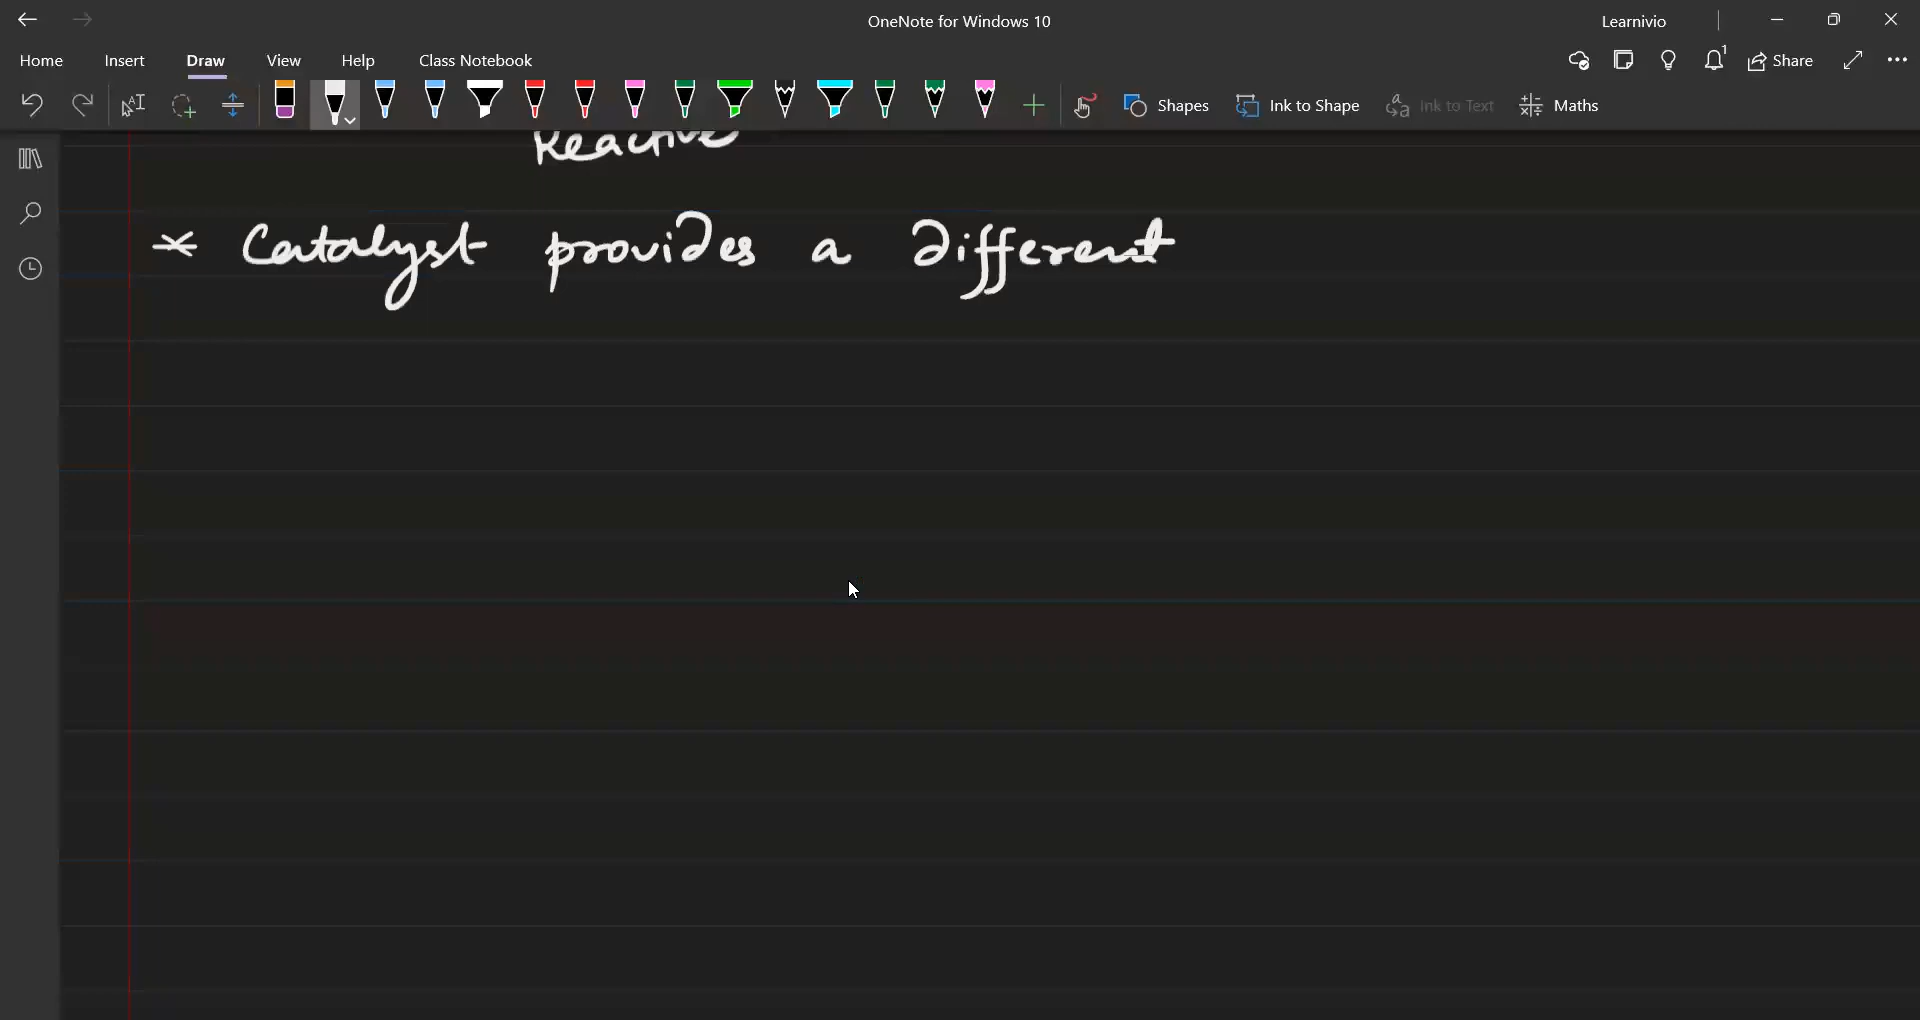 OneNote for Windows 10
Learnivio
Home Insert Draw View Help Class Notebook
1
Share
Shapes Ink to Shape Ink to Text Maths
Reactive
* Catalyst provides a different